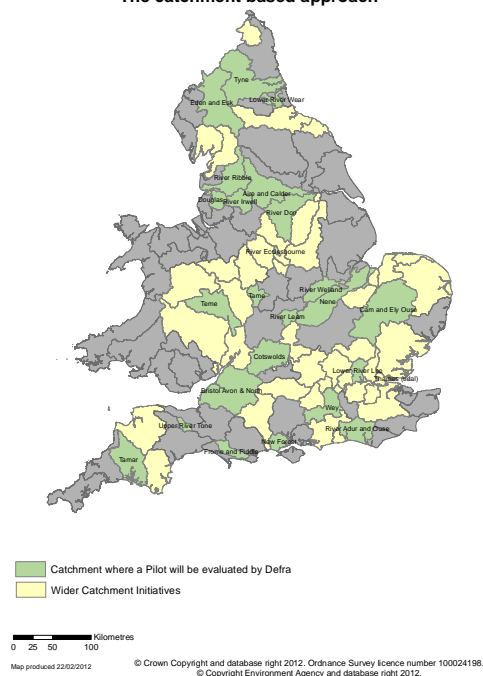 The catchment based approach
Tyne
Lower River Wear
Eden and Esk
River Ribble
Aire and Calder
Douglas
River Irwell
River Don
River Ecclesbourne
River Welland
Tame
Teme
Nene
Cam and Ely Ouse
River Leam
Cotswolds
Lower River Lee
Thames (tidal)
Bristol Avon & North
Wey
Upper River Tone
River Adur and Ouse
New Forest
Frome and Piddle
Tamar
Catchment where a Pilot will be evaluated by Defra
Wider Catchment Initiatives
Kilometres
0 25 50 100
Map produced 22/02/2012
© Crown Copyright and database right 2012. Ordnance Survey licence number 100024198.
© Copyright Environment Agency and database right 2012.